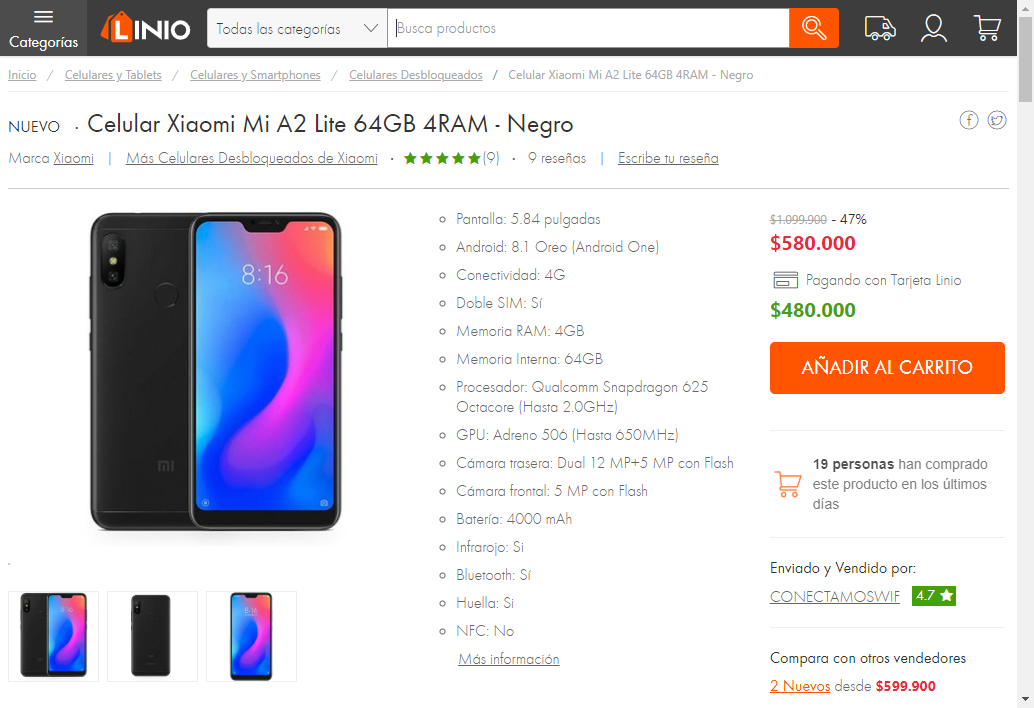 Categorías
LINIO
Todas las categorías
Busca productos
Inicio / Celulares y Tablets / Celulares y Smartphones / Celulares Desbloqueados / Celular Xiaomi Mi A2 Lite 64GB 4RAM - Negro
NUEVO · Celular Xiaomi Mi A2 Lite 64GB 4RAM - Negro
Marca Xiaomi | Más Celulares Desbloqueados de Xiaomi · (9) · 9 reseñas | Escribe tu reseña
8:16
mi
Pantalla: 5.84 pulgadas
Android: 8.1 Oreo (Android One)
Conectividad: 4G
Doble SIM: Sí
Memoria RAM: 4GB
Memoria Interna: 64GB
Procesador: Qualcomm Snapdragon 625
Octacore (Hasta 2.0GHz)
GPU: Adreno 506 (Hasta 650MHz)
Cámara trasera: Dual 12 MP+5 MP con Flash
Cámara frontal: 5 MP con Flash
Batería: 4000 mAh
Infrarojo: Si
Bluetooth: Sí
Huella: Si
NFC: No
Más información
$1.099.900 - 47%
$580.000
Pagando con Tarjeta Linio
$480.000
AÑADIR AL CARRITO
19 personas han comprado
este producto en los últimos
días
Enviado y Vendido por:
CONECTAMOSWIF 4.7
Compara con otros vendedores
2 Nuevos desde $599.900